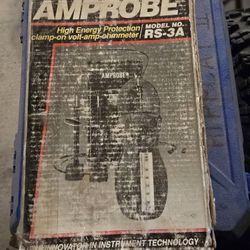 AMPROBE
High Energy Protection MODEL NO.
clamp-on volt-amp-ohmmeter RS-3A
AMPROBE
INNOVATOR IN INSTRUMENT TECHNOLOGY